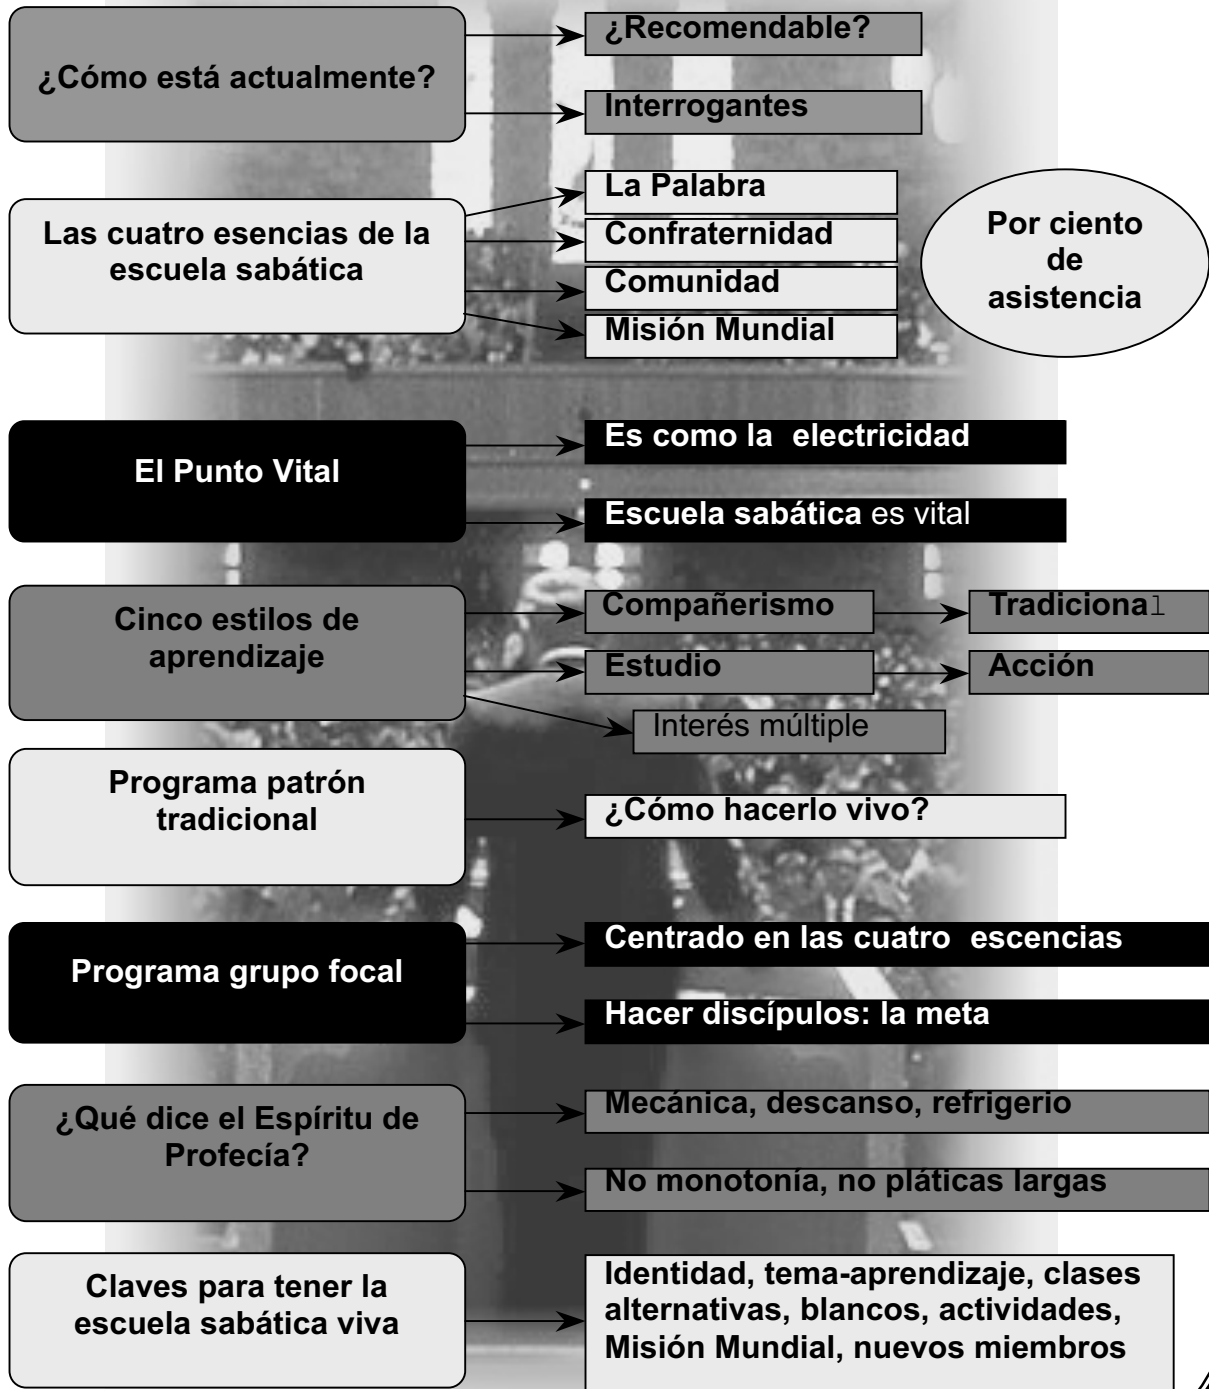 ¿Cómo está actualmente?
¿Recomendable?
Interrogantes
Las cuatro esencias de la
escuela sabática
La Palabra
Confraternidad
Comunidad
Misión Mundial
Por ciento
de
asistencia
El Punto Vital
Es como la  electricidad
Escuela sabática es vital
Cinco estilos de
aprendizaje
Compañerismo
Tradicional
Estudio
Acción
Interés múltiple
Programa patrón
tradicional
¿Cómo hacerlo vivo?
Programa grupo focal
Centrado en las cuatro  escencias
Hacer discípulos: la meta
¿Qué dice el Espíritu de
Profecía?
Mecánica, descanso, refrigerio
No monotonía, no pláticas largas
Claves para tener la
escuela sabática viva
Identidad, tema-aprendizaje, clases
alternativas, blancos, actividades,
Misión Mundial, nuevos miembros